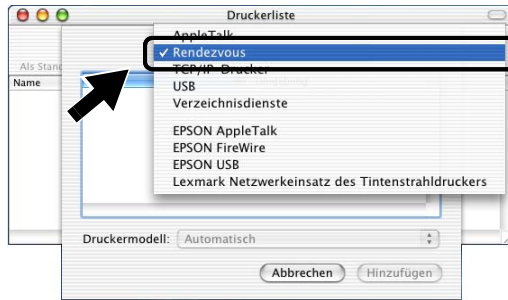 Druckerliste
AppleTalk
✓ Rendezvous
TCP/IP-Drucker
USB
Verzeichnisdienste
EPSON AppleTalk
EPSON FireWire
EPSON USB
Lexmark Netzwerkeinsatz des Tintenstrahldruckers
Als Stand
Name
Druckermodell: Automatisch
Abbrechen Hinzufügen